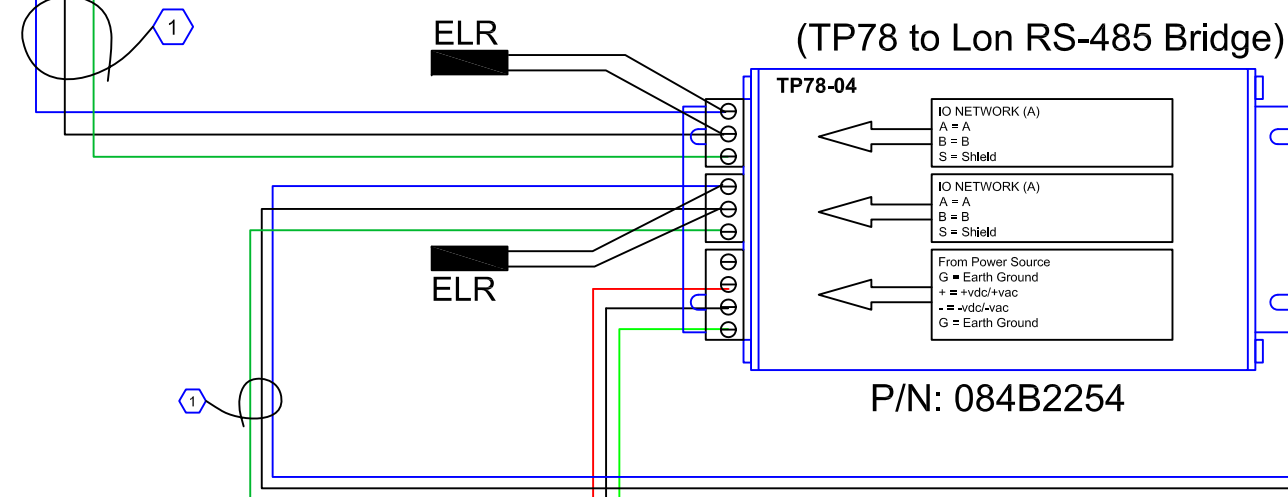 1
ELR
(TP78 to Lon RS-485 Bridge)
TP78-04
IO NETWORK (A)
A = A
B = B
S = Shield
IO NETWORK (A)
A = A
B = B
S = Shield
From Power Source
G = Earth Ground
+ = +vdc/+vac
- = -vdc/-vac
G = Earth Ground
ELR
1
P/N: 084B2254